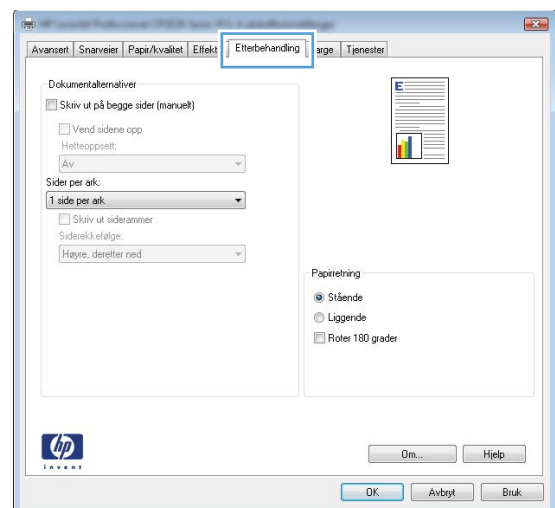 Avansert Snarveier Papir/kvalitet Effekt Etterbehandling arge Tjenester
Dokumentalternativer
Skriv ut på begge sider (manuelt)
Vend sidene opp
Hefteoppsett:
Av
Sider per ark:
1 side per ark
Skriv ut siderammer
Siderekkefølge:
Høyre, deretter ned
E
Papirretning
Stående
Liggende
Roter 180 grader
hp
invent
Om... Hjelp
OK Avbryt Bruk